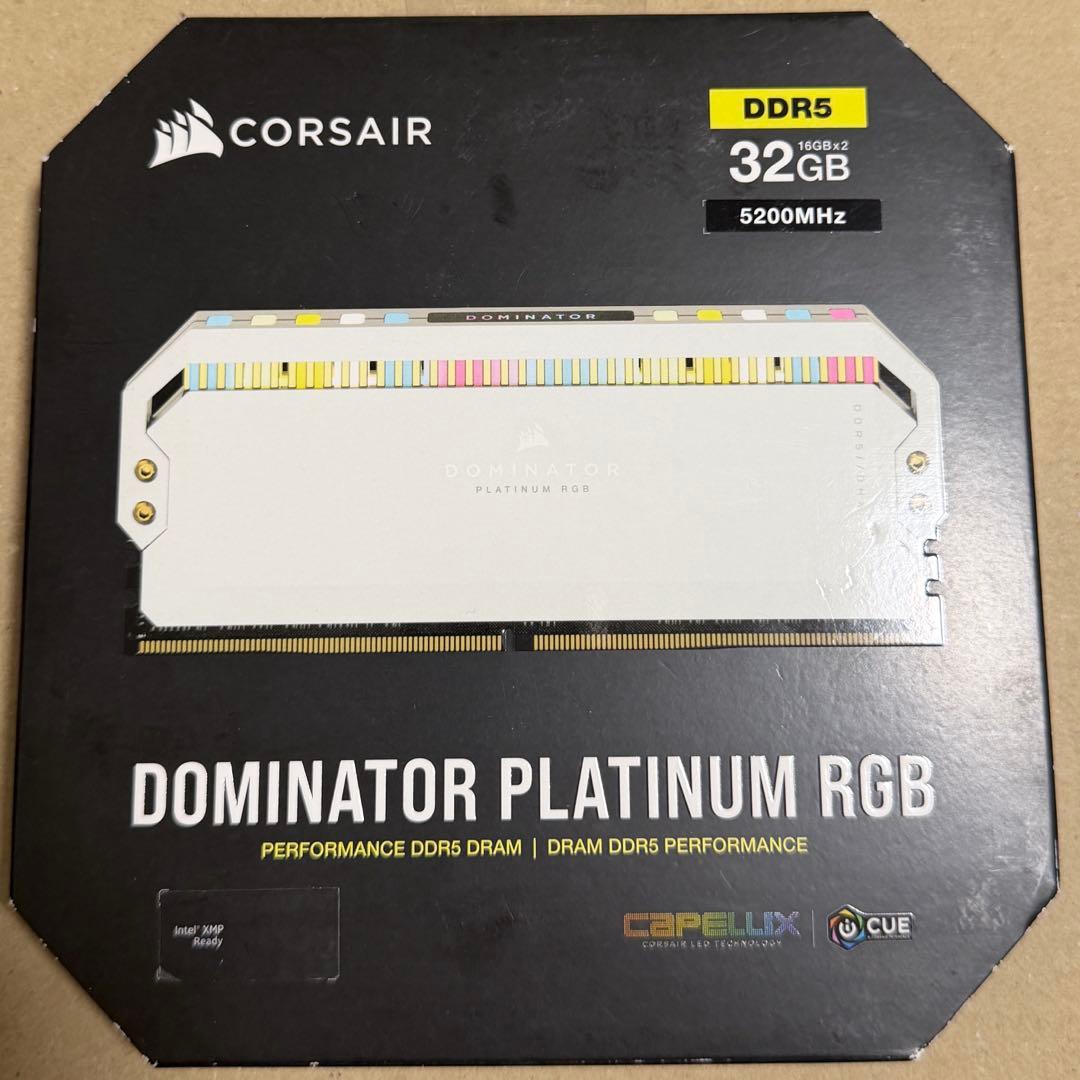 CORSAIR
DDR5
16GBx2
32GB
5200MHz
DOMINATOR
DOMINATOR
PLATINUM RGB
DOMINATOR PLATINUM RGB
PERFORMANCE DDR5 DRAM | DRAM DDR5 PERFORMANCE
Intel® XMP
Ready
CAPELLIX
CORSAIR LED TECHNOLOGY
iCUE